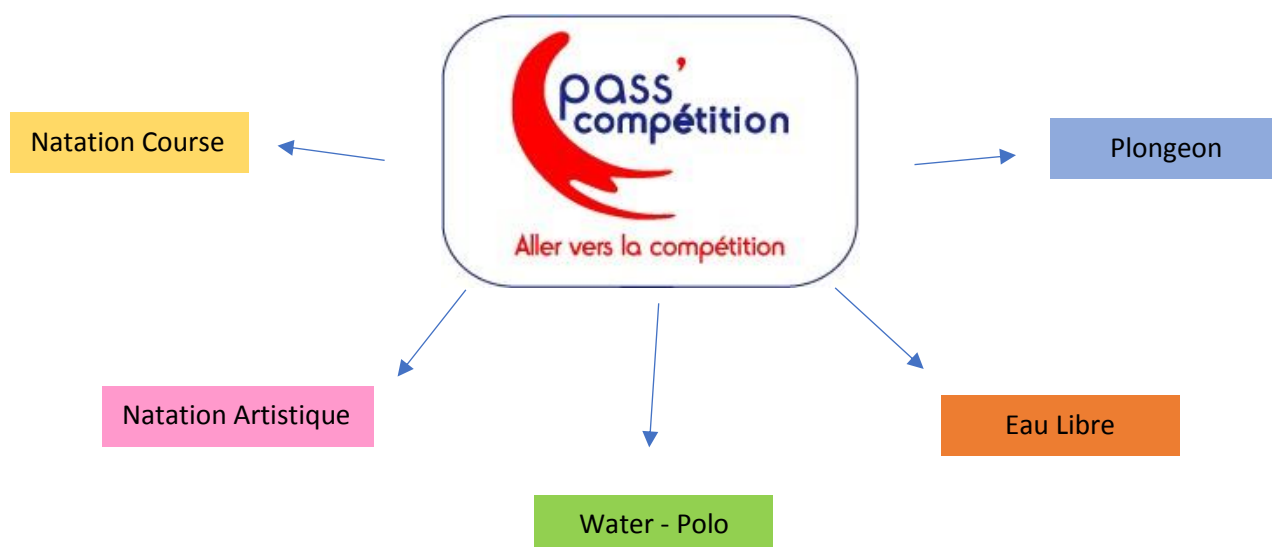 pass'
compétition
Aller vers la compétition
Natation Course
Plongeon
Natation Artistique
Eau Libre
Water - Polo